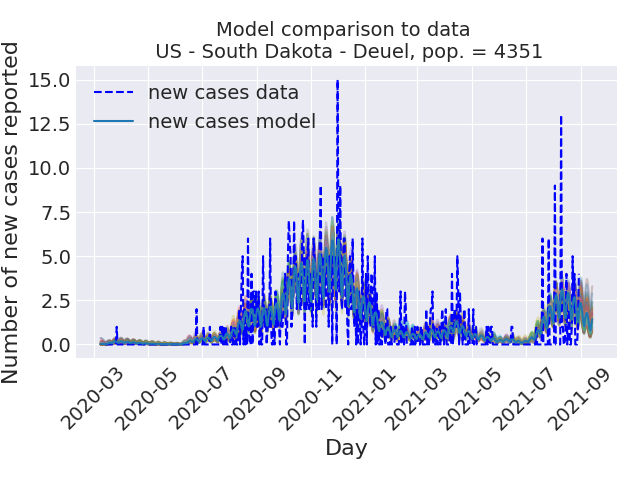 Model comparison to data
US - South Dakota - Deuel, pop. = 4351
Number of new cases reported
15.0
12.5
10.0
7.5
5.0
2.5
0.0
new cases data
new cases model
2020-03
2020-05
2020-07
2020-09
2020-11
2021-01
2021-03
2021-05
2021-07
2021-09
Day